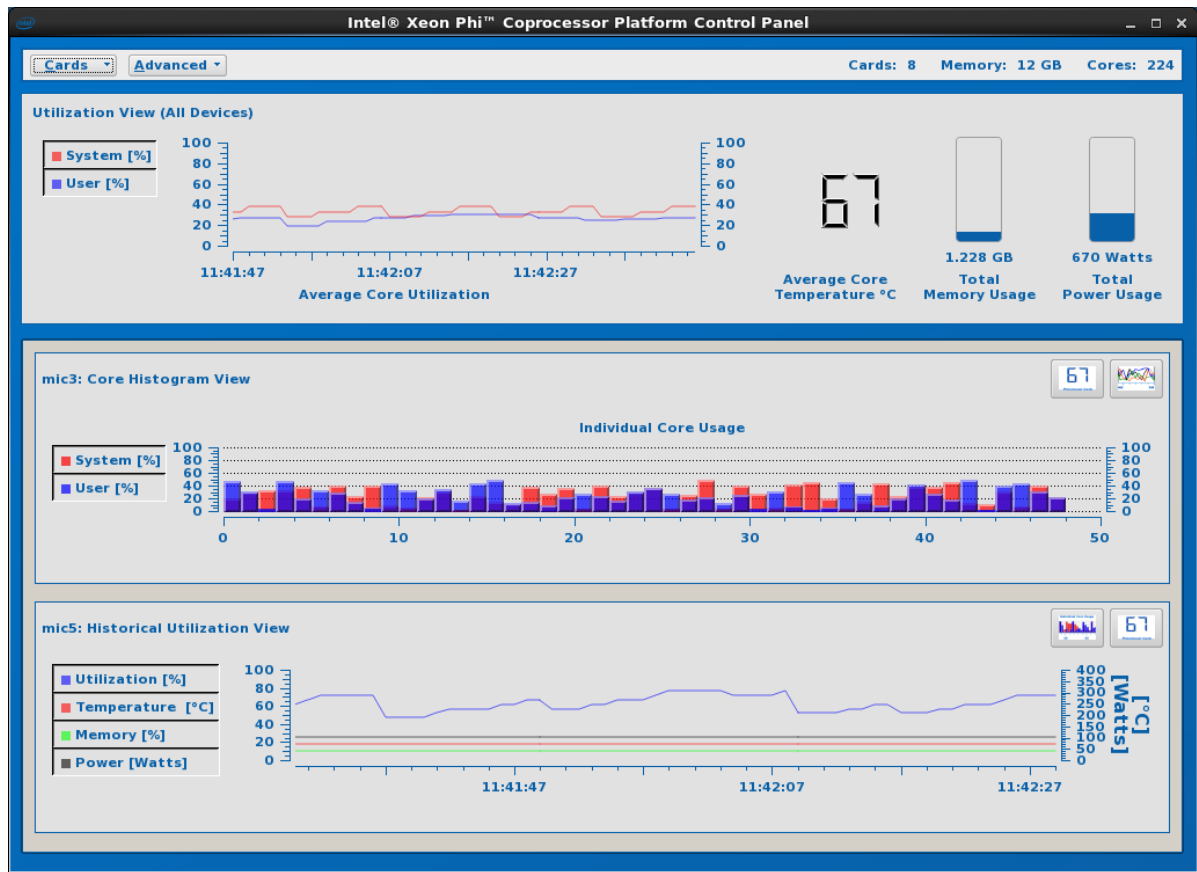 Intel® Xeon Phi™ Coprocessor Platform Control Panel
Cards Advanced Cards: 8 Memory: 12 GB Cores: 224
Utilization View (All Devices)
System [%]
User [%]
100
80
60
40
20
0
100
80
60
40
20
0
11:41:47 11:42:07 11:42:27
Average Core Utilization
67
Average Core
Temperature °C
1.228 GB
Total
Memory Usage
670 Watts
Total
Power Usage
mic3: Core Histogram View
67
Individual Core Usage
System [%]
User [%]
100
80
60
40
20
0
100
80
60
40
20
0
0 10 20 30 40 50
mic5: Historical Utilization View
67
Utilization [%]
Temperature [°C]
Memory [%]
Power [Watts]
100
80
60
40
20
0
400
350
300
250
200
150
100
50
0
[°C]
[Watts]
11:41:47 11:42:07 11:42:27